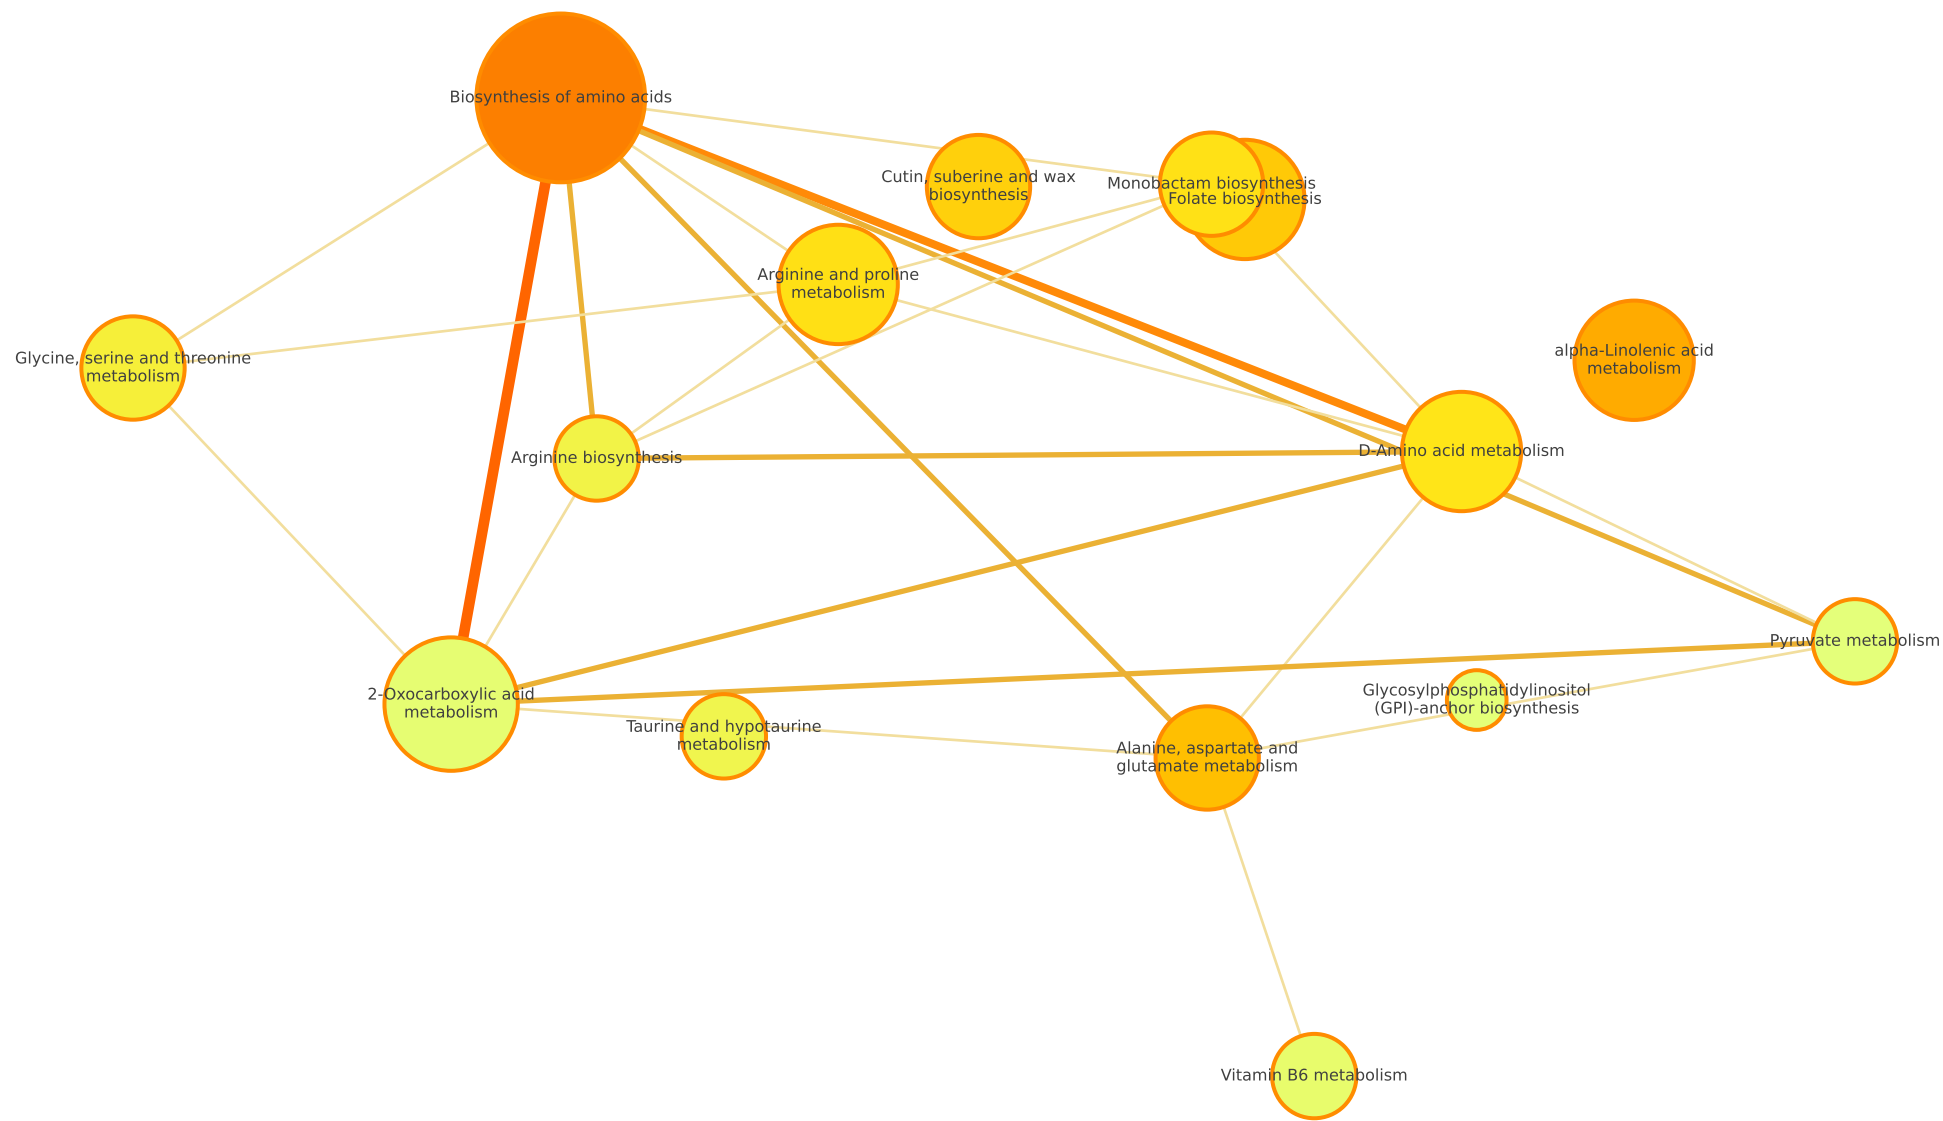 Biosynthesis of amino acids
Cutin, suberine and wax
biosynthesis
Monobactam biosynthesis
Folate biosynthesis
Arginine and proline
metabolism
Glycine, serine and threonine
metabolism
alpha-Linolenic acid
metabolism
Arginine biosynthesis
D-Amino acid metabolism
Pyruvate metabolism
2-Oxocarboxylic acid
metabolism
Glycosylphosphatidylinositol
(GPI)-anchor biosynthesis
Taurine and hypotaurine
metabolism
Alanine, aspartate and
glutamate metabolism
Vitamin B6 metabolism